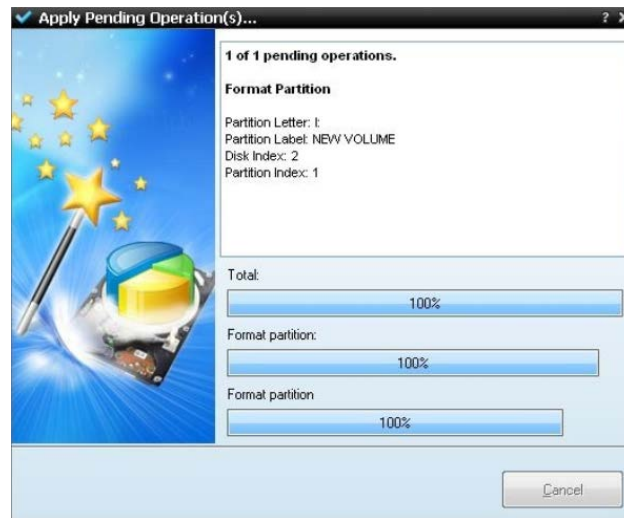 Apply Pending Operation(s)...
? X
1 of 1 pending operations.
Format Partition
Partition Letter: I:
Partition Label: NEW VOLUME
Disk Index: 2
Partition Index: 1
Total:
100%
Format partition:
100%
Format partition
100%
Cancel